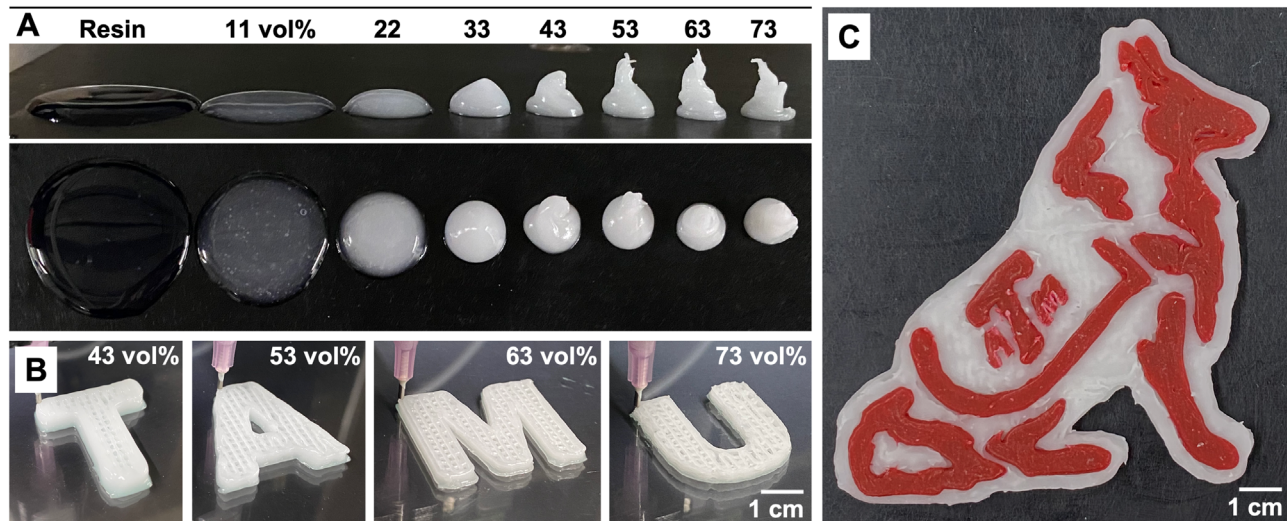 A
Resin 11 vol% 22 33 43 53 63 73
B
43 vol% 53 vol% 63 vol% 73 vol%
T A M U
1 cm
C
A T M
1 cm